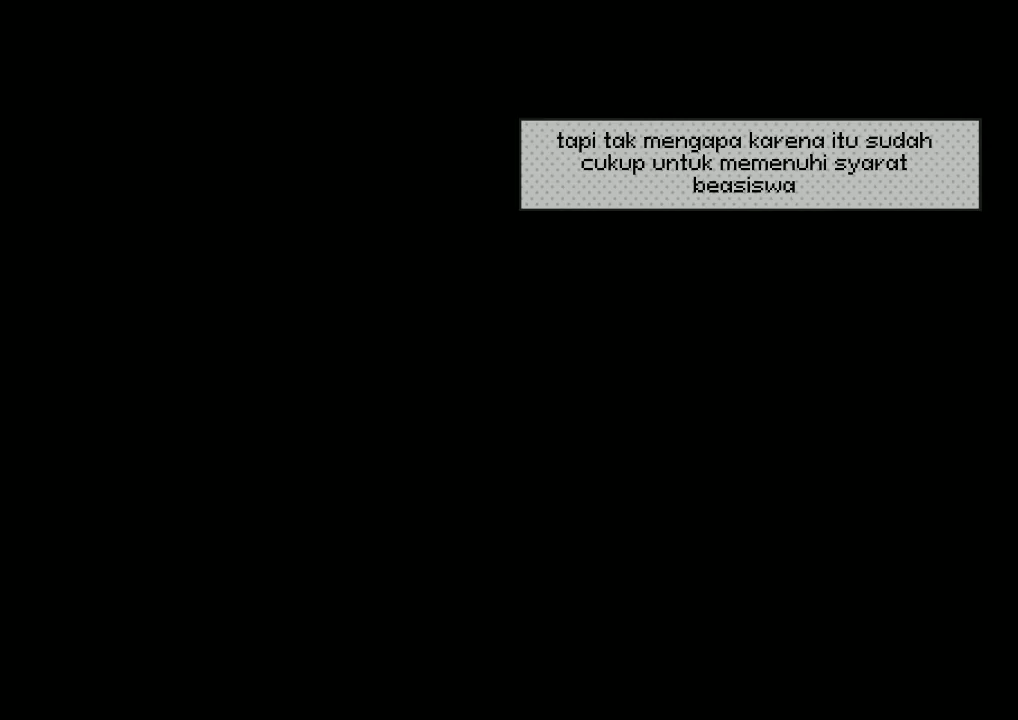 tapi tak mengapa karena itu sudah
cukup untuk memenuhi syarat
beasiswa